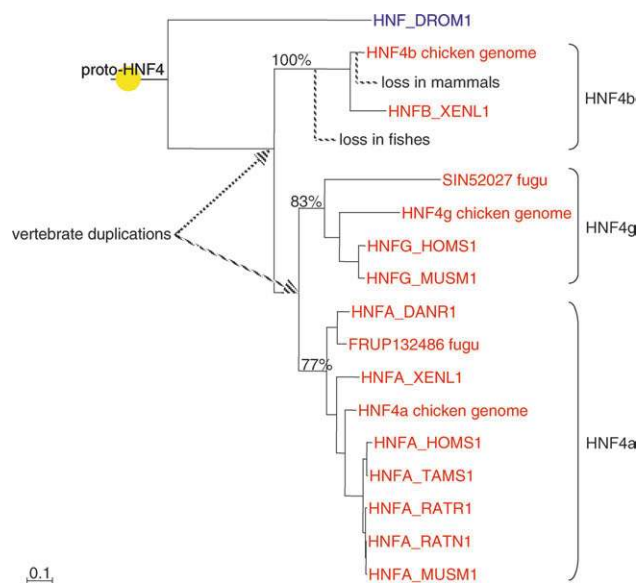 HNF_DROM1
proto-HNF4
100%
HNF4b chicken genome
loss in mammals
HNF4b
HNFB_XENL1
loss in fishes
SIN52027 fugu
83%
HNF4g chicken genome
HNF4g
vertebrate duplications
HNFG_HOMS1
HNFG_MUSM1
HNFA_DANR1
FRUP132486 fugu
77%
HNFA_XENL1
HNF4a chicken genome
HNFA_HOMS1
HNF4a
HNFA_TAMS1
HNFA_RATR1
HNFA_RATN1
HNFA_MUSM1
0.1